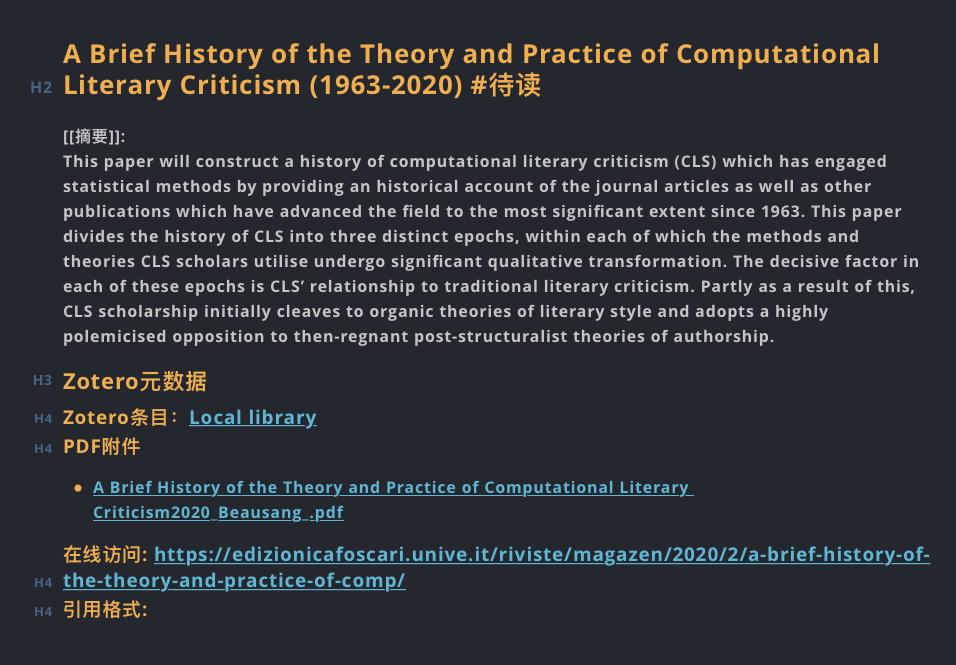 A Brief History of the Theory and Practice of Computational
H2 Literary Criticism (1963-2020) #待读
[[摘要]]:
This paper will construct a history of computational literary criticism (CLS) which has engaged
statistical methods by providing an historical account of the journal articles as well as other
publications which have advanced the field to the most significant extent since 1963. This paper
divides the history of CLS into three distinct epochs, within each of which the methods and
theories CLS scholars utilise undergo significant qualitative transformation. The decisive factor in
each of these epochs is CLS’ relationship to traditional literary criticism. Partly as a result of this,
CLS scholarship initially cleaves to organic theories of literary style and adopts a highly
polemicised opposition to then-regnant post-structuralist theories of authorship.
H3 Zotero元数据
H4 Zotero条目：Local library
H4 PDF附件
A Brief History of the Theory and Practice of Computational Literary
Criticism2020_Beausang_.pdf
在线访问: https://edizionicafoscari.unive.it/riviste/magazen/2020/2/a-brief-history-of-
H4 the-theory-and-practice-of-comp/
H4 引用格式: